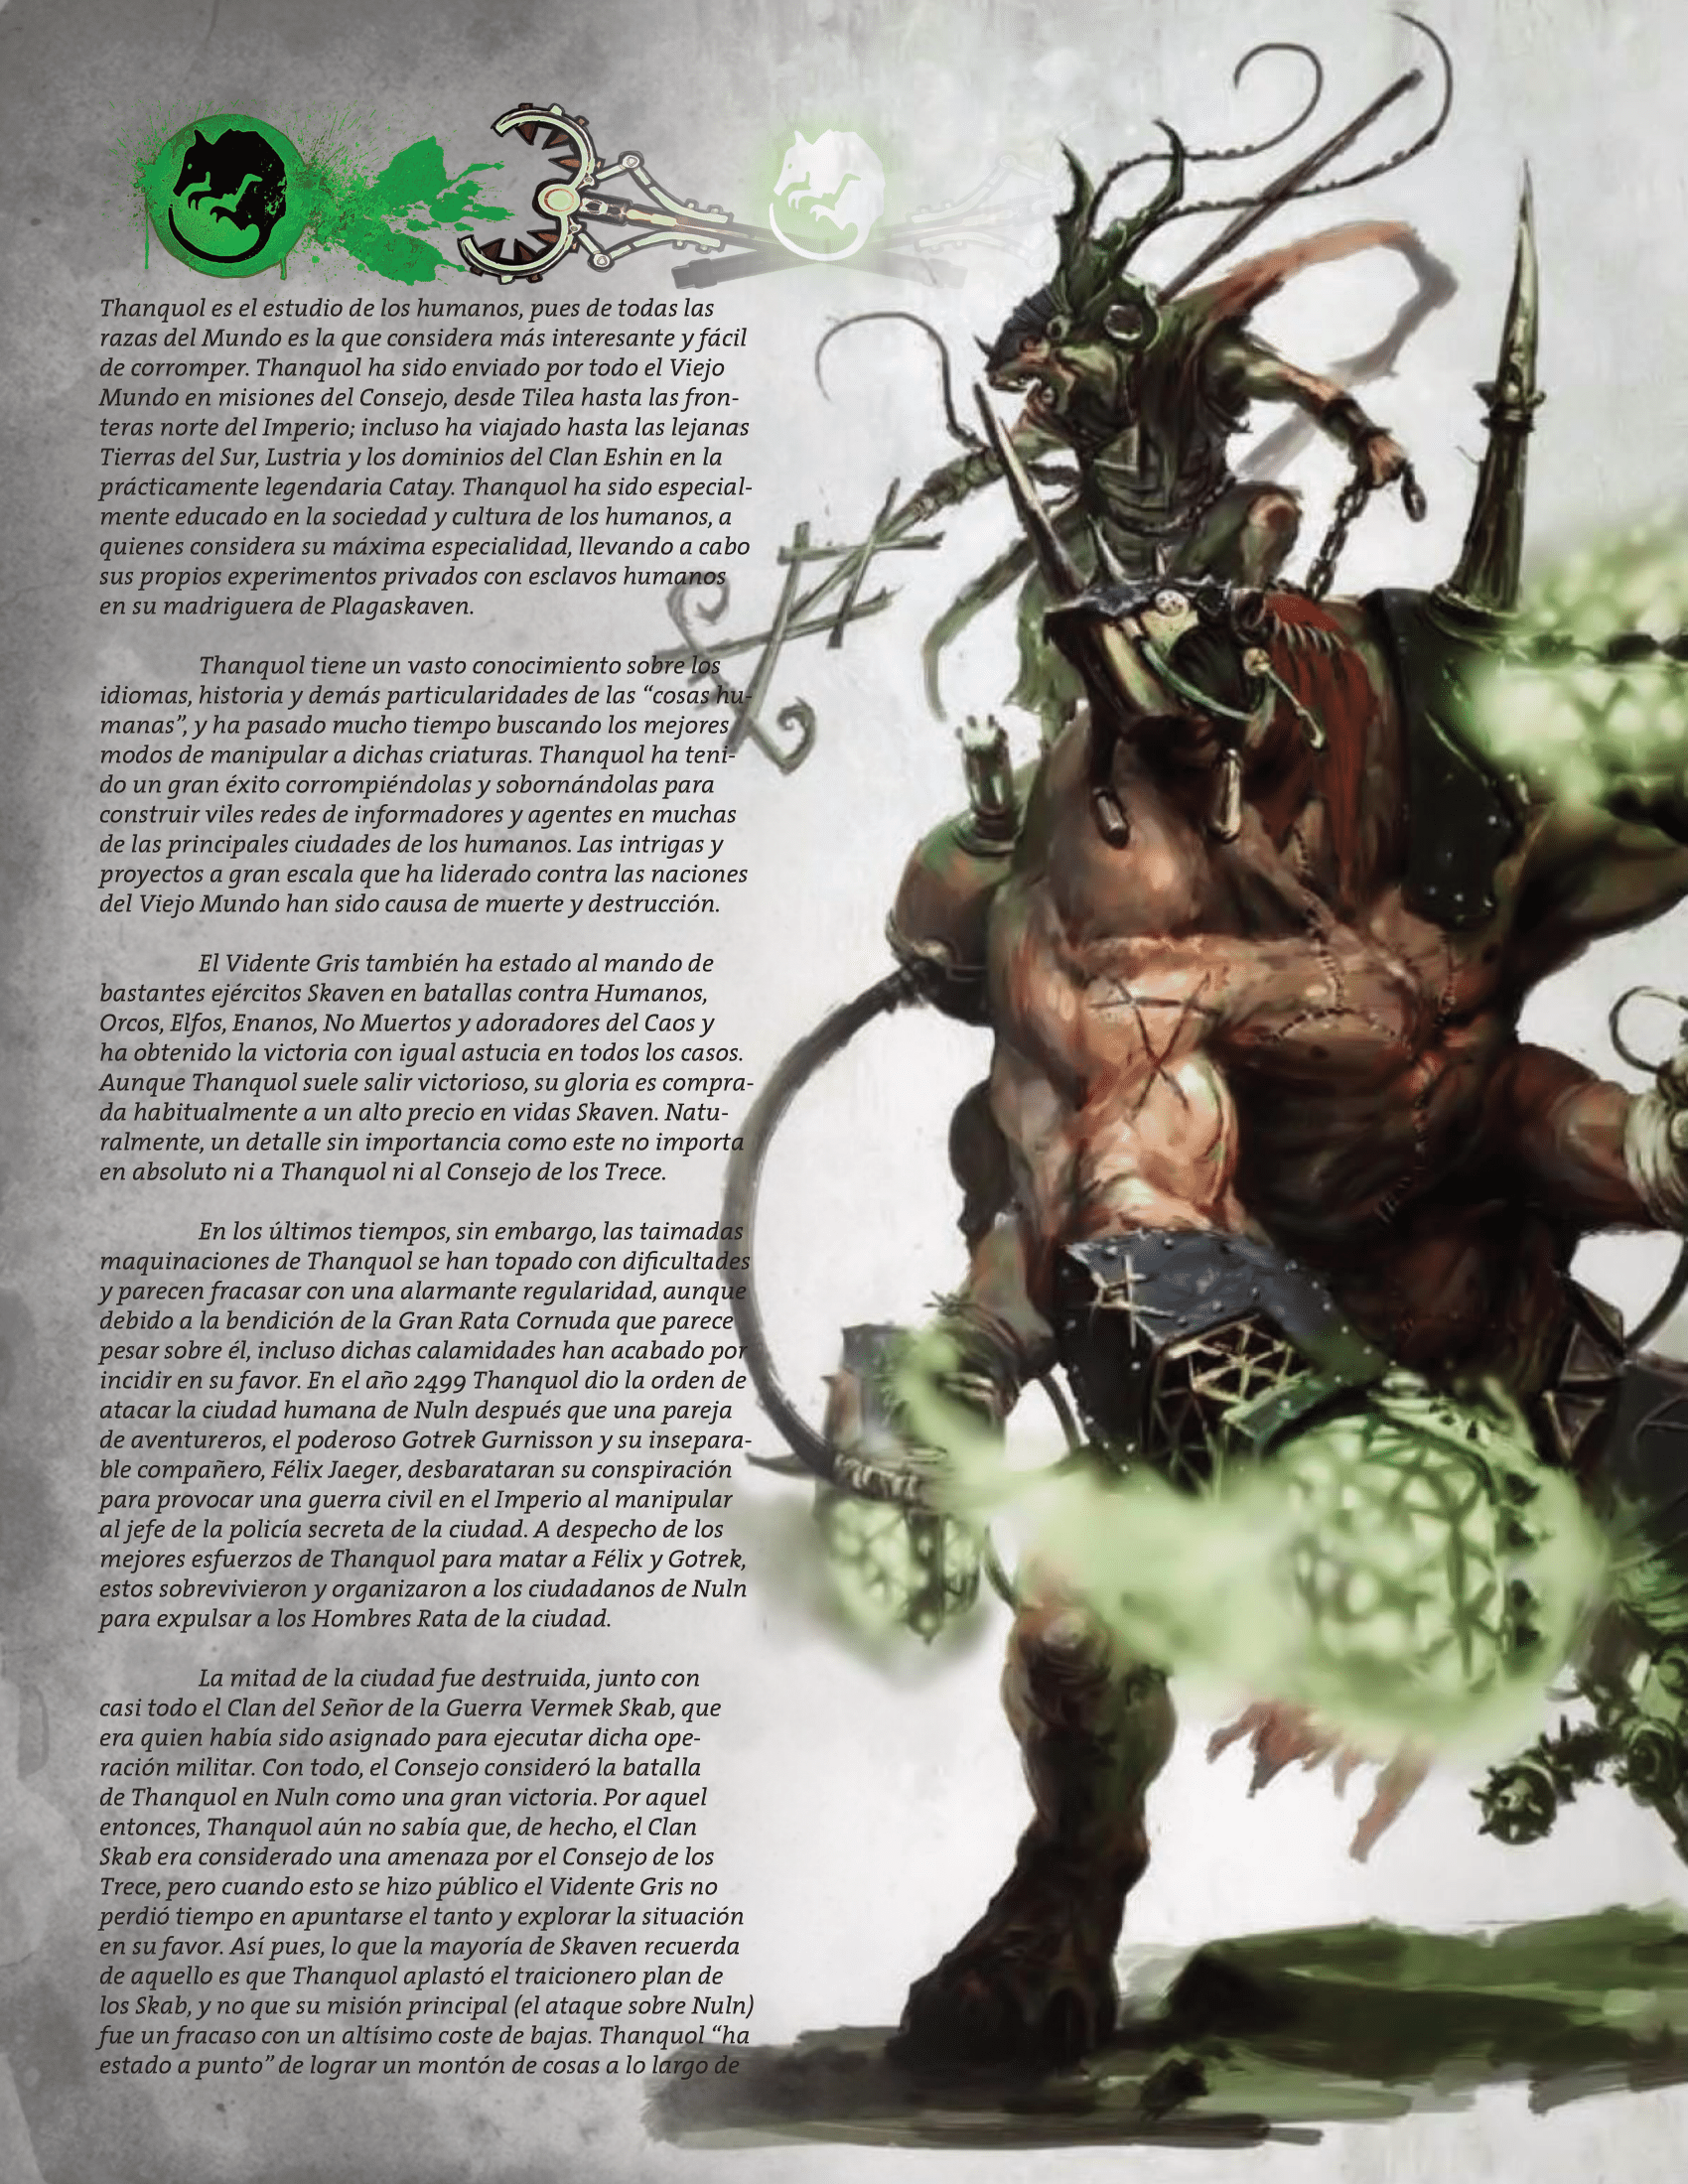 Thanquol es el estudio de los humanos, pues de todas las
razas del Mundo es la que considera más interesante y fácil
de corromper. Thanquol ha sido enviado por todo el Viejo
Mundo en misiones del Consejo, desde Tilea hasta las fron-
teras norte del Imperio; incluso ha viajado hasta las lejanas
Tierras del Sur, Lustria y los dominios del Clan Eshin en la
prácticamente legendaria Catay. Thanquol ha sido especial-
mente educado en la sociedad y cultura de los humanos, a
quienes considera su máxima especialidad, llevando a cabo
sus propios experimentos privados con esclavos humanos
en su madriguera de Plagaskaven.
Thanquol tiene un vasto conocimiento sobre los
idiomas, historia y demás particularidades de las “cosas hu-
manas”, y ha pasado mucho tiempo buscando los mejores
modos de manipular a dichas criaturas. Thanquol ha teni-
do un gran éxito corrompiéndolas y sobornándolas para
construir viles redes de informadores y agentes en muchas
de las principales ciudades de los humanos. Las intrigas y
proyectos a gran escala que ha liderado contra las naciones
del Viejo Mundo han sido causa de muerte y destrucción.
El Vidente Gris también ha estado al mando de
bastantes ejércitos Skaven en batallas contra Humanos,
Orcos, Elfos, Enanos, No Muertos y adoradores del Caos y
ha obtenido la victoria con igual astucia en todos los casos.
Aunque Thanquol suele salir victorioso, su gloria es compra-
da habitualmente a un alto precio en vidas Skaven. Natu-
ralmente, un detalle sin importancia como este no importa
en absoluto ni a Thanquol ni al Consejo de los Trece.
En los últimos tiempos, sin embargo, las taimadas
maquinaciones de Thanquol se han topado con dificultades
y parecen fracasar con una alarmante regularidad, aunque
debido a la bendición de la Gran Rata Cornuda que parece
pesar sobre él, incluso dichas calamidades han acabado por
incidir en su favor. En el año 2499 Thanquol dio la orden de
atacar la ciudad humana de Nuln después que una pareja
de aventureros, el poderoso Gotrek Gurnisson y su insepara-
ble compañero, Félix Jaeger, desbarataran su conspiración
para provocar una guerra civil en el Imperio al manipular
al jefe de la policía secreta de la ciudad. A despecho de los
mejores esfuerzos de Thanquol para matar a Félix y Gotrek,
estos sobrevivieron y organizaron a los ciudadanos de Nuln
para expulsar a los Hombres Rata de la ciudad.
La mitad de la ciudad fue destruida, junto con
casi todo el Clan del Señor de la Guerra Vermek Skab, que
era quien había sido asignado para ejecutar dicha ope-
ración militar. Con todo, el Consejo consideró la batalla
de Thanquol en Nuln como una gran victoria. Por aquel
entonces, Thanquol aún no sabía que, de hecho, el Clan
Skab era considerado una amenaza por el Consejo de los
Trece, pero cuando esto se hizo público el Vidente Gris no
perdió tiempo en apuntarse el tanto y explorar la situación
en su favor. Así pues, lo que la mayoría de Skaven recuerda
de aquello es que Thanquol aplastó el traicionero plan de
los Skab, y no que su misión principal (el ataque sobre Nuln)
fue un fracaso con un altísimo coste de bajas. Thanquol “ha
estado a punto” de lograr un montón de cosas a lo largo de